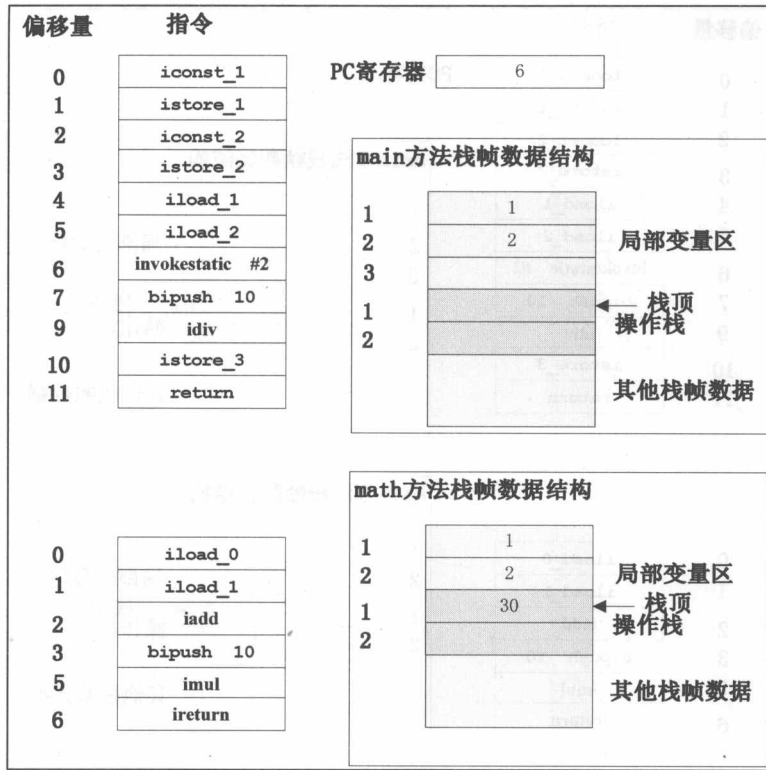 偏移量 指令
0 iconst_1 PC寄存器 6
1 istore_1
2 iconst_2
main方法栈帧数据结构
3 istore_2
4 iload_1 1 1
5 iload_2 2 2 局部变量区
6 invokestatic #2 3
7 bipush 10 1 栈顶
操作栈
9 idiv 2
10 istore_3
11 return 其他栈帧数据
math方法栈帧数据结构
0 iload_0 1 1
1 iload_1 2 2 局部变量区
1 30 栈顶
2 iadd 操作栈
3 bipush 10 2
5 imul 其他栈帧数据
6 ireturn